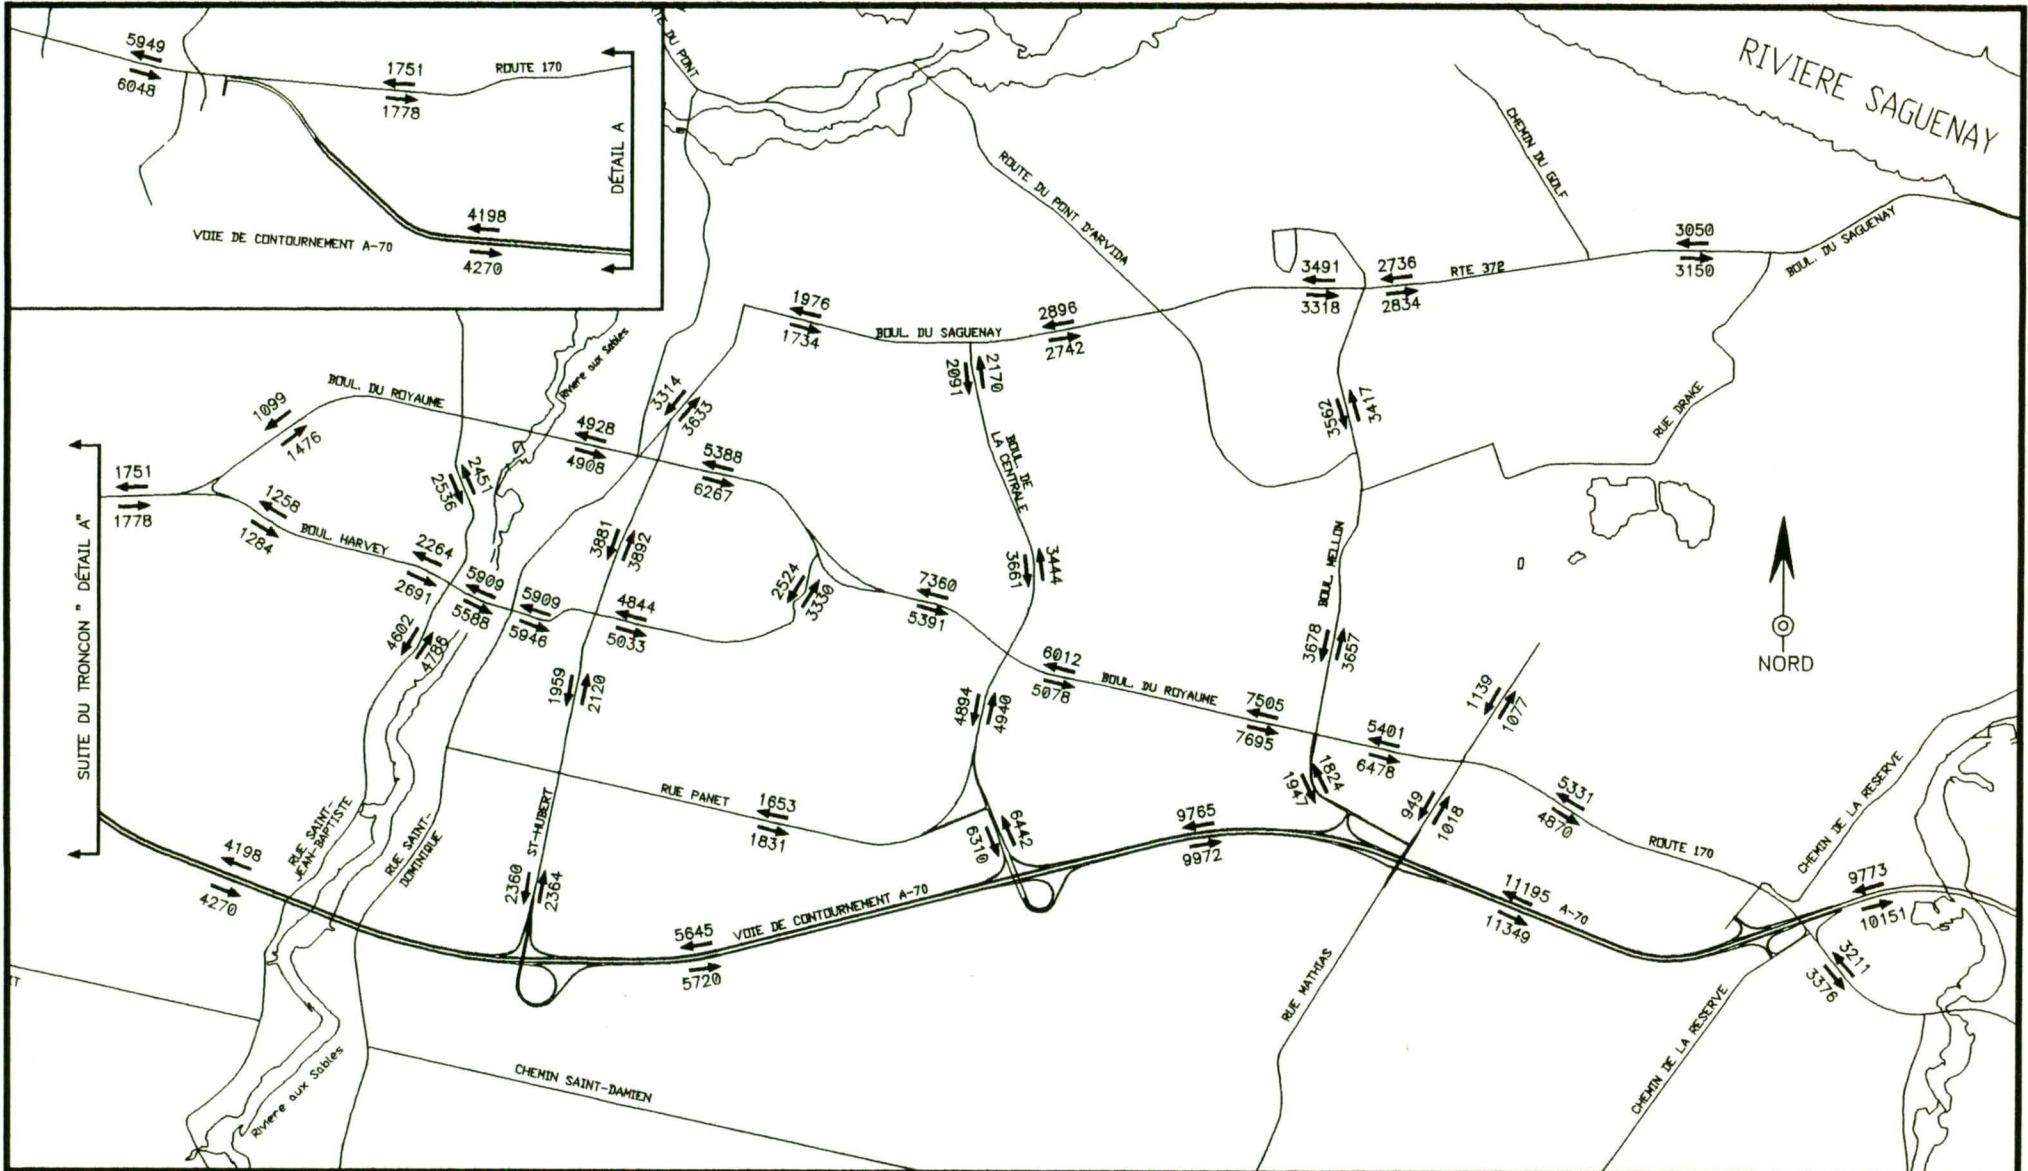 5949
6048
1751
1778
ROUTE 170
DÉTAIL A
4198
4270
VOIE DE CONTOURNEMENT A-70
DU PONT
RIVIERE SAGUENAY
CHEMIN DU GOLF
ROUTE DU PONT D'ARVIDA
3050
3150
BOUL. DU SAGUENAY
3491
3318
2736
2834
RTE 372
1976
1734
BOUL. DU SAGUENAY
2896
2742
2091
2170
Riviere aux Sables
BOUL. DU ROYAUME
1099
1476
3314
3633
4928
4908
5388
6267
3562
3417
RUE DRAKE
BOUL. DE
LA CENTRALE
SUITE DU TRONCON " DÉTAIL A"
1751
1778
1258
1284
BOUL. HARVEY
2536
2451
2264
2691
5909
5588
5909
5946
3881
3892
4844
5033
2524
3330
7360
5391
3661
3444
BOUL. MELLON
4602
4786
1959
2120
6012
5078
BOUL. DU ROYAUME
3678
3657
7505
7695
5401
6478
1139
1077
NORD
4894
4940
1947
1824
949
1018
5331
4870
ROUTE 170
CHEMIN DE LA RESERVE
RUE PANET
1653
1831
ST-HUBERT
6310
6442
9765
9972
RUE SAINT-
JEAN-BAPTISTE
RUE SAINT-
DOMINIQUE
4198
4270
2360
2364
5645
5720
VOIE DE CONTOURNEMENT A-70
11195
11349
A-70
9773
10151
3211
3376
RUE MATHIAS
CHEMIN DE LA RESERVE
Riviere aux Sables
CHEMIN SAINT-DAMIEN